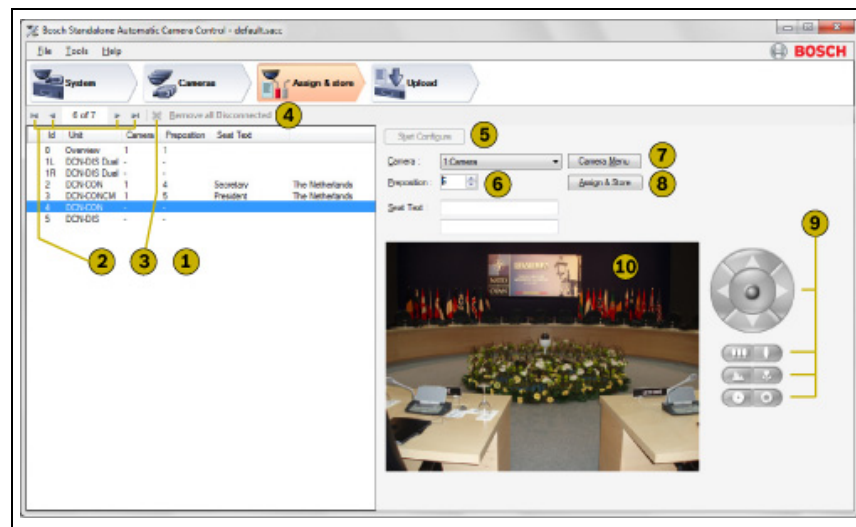 Bosch Standalone Automatic Camera Control - default.sacc
File Tools Help
BOSCH
System
Cameras
Assign & store
Upload
6 of 7
Remove all Disconnected
4
Start Configure
5
Id Unit Camera Preposition Seat Text
0 Overview 1 1
1L DCN-DIS Dual - -
1R DCN-DIS Dual - -
2 DCN-CON 1 4 Secretary The Netherlands
3 DCN-CONCM 1 5 President The Netherlands
4 DCN-CON - -
5 DCN-DIS - -
Camera : 1:Camera
Camera Menu
7
Preposition :
6
Assign & Store
8
Seat Text :
9
2
3
1
10